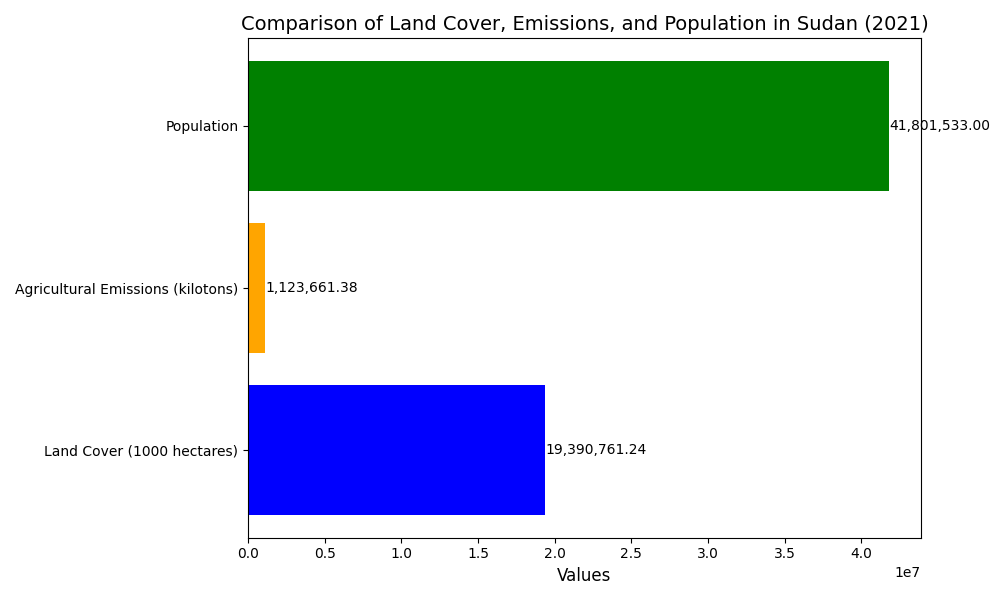 Comparison of Land Cover, Emissions, and Population in Sudan (2021)
Population
41,801,533.00
Agricultural Emissions (kilotons)
1,123,661.38
Land Cover (1000 hectares)
19,390,761.24
0.0 0.5 1.0 1.5 2.0 2.5 3.0 3.5 4.0
1e7
Values